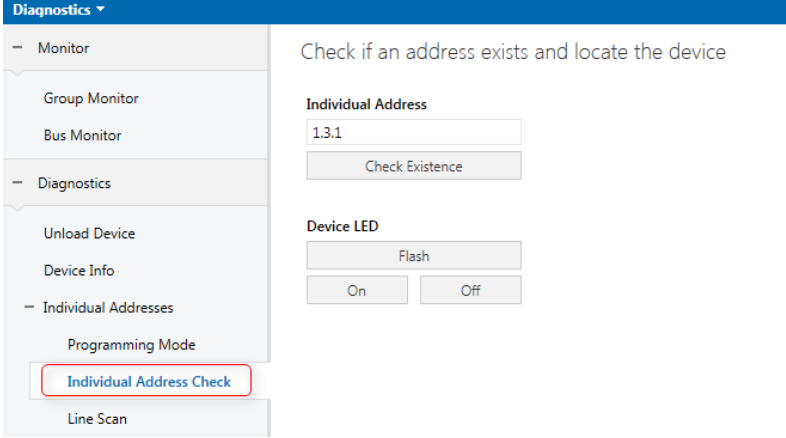 Diagnostics
Monitor
Group Monitor
Bus Monitor
Diagnostics
Unload Device
Device Info
Individual Addresses
Programming Mode
Individual Address Check
Line Scan
Check if an address exists and locate the device
Individual Address
1.3.1
Check Existence
Device LED
Flash
On Off